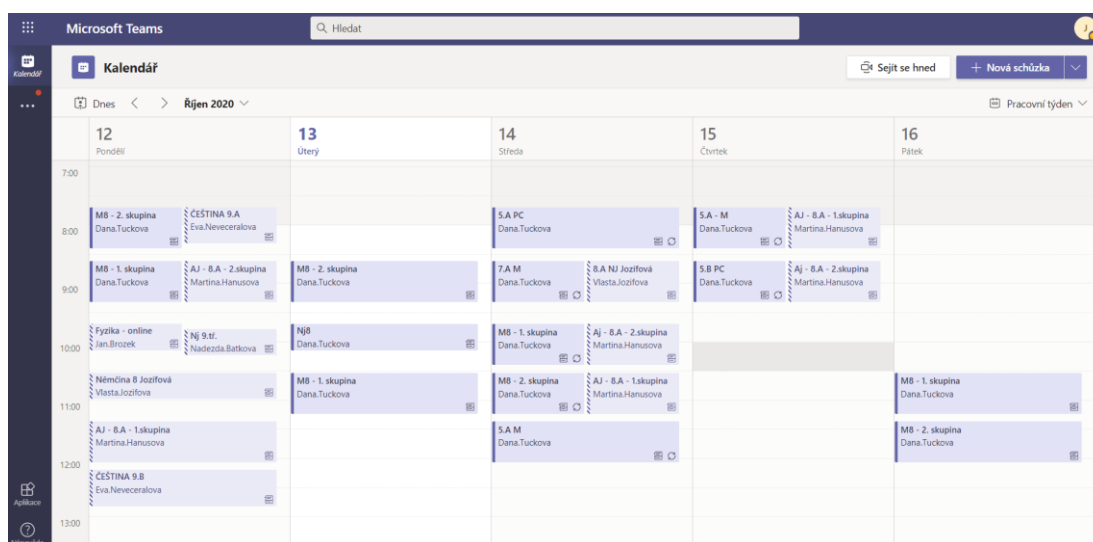 Microsoft Teams
Hledat
J
Kalendář
Kalendář
Sejít se hned
+ Nová schůzka
Dnes
Říjen 2020
Pracovní týden
12
Pondělí
13
Úterý
14
Středa
15
Čtvrtek
16
Pátek
7:00
8:00
9:00
10:00
11:00
12:00
13:00
M8 - 2. skupina
Dana.Tuckova
ČEŠTINA 9.A
Eva.Neveceralova
M8 - 1. skupina
Dana.Tuckova
AJ - 8.A - 2.skupina
Martina.Hanusova
Fyzika - online
Jan.Brozek
Nj 9.tř.
Nadezda.Batkova
Němčina 8 Jozífová
Vlasta.Jozifova
AJ - 8.A - 1.skupina
Martina.Hanusova
ČEŠTINA 9.B
Eva.Neveceralova
M8 - 2. skupina
Dana.Tuckova
Nj8
Dana.Tuckova
M8 - 1. skupina
Dana.Tuckova
5.A PC
Dana.Tuckova
7.A M
Dana.Tuckova
8.A NJ Jozífová
Vlasta.Jozifova
M8 - 1. skupina
Dana.Tuckova
Aj - 8.A - 2.skupina
Martina.Hanusova
M8 - 2. skupina
Dana.Tuckova
AJ - 8.A - 1.skupina
Martina.Hanusova
5.A M
Dana.Tuckova
5.A - M
Dana.Tuckova
AJ - 8.A - 1.skupina
Martina.Hanusova
5.B PC
Dana.Tuckova
Aj - 8.A - 2.skupina
Martina.Hanusova
M8 - 1. skupina
Dana.Tuckova
M8 - 2. skupina
Dana.Tuckova
Aplikace